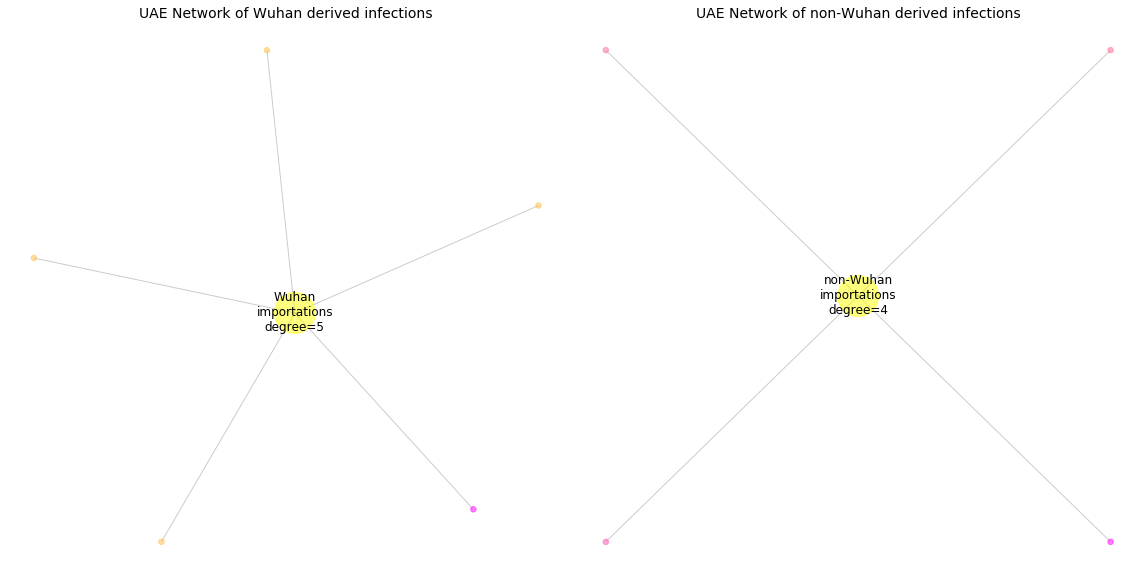 UAE Network of Wuhan derived infections
Wuhan
importations
degree=5
UAE Network of non-Wuhan derived infections
non-Wuhan
importations
degree=4